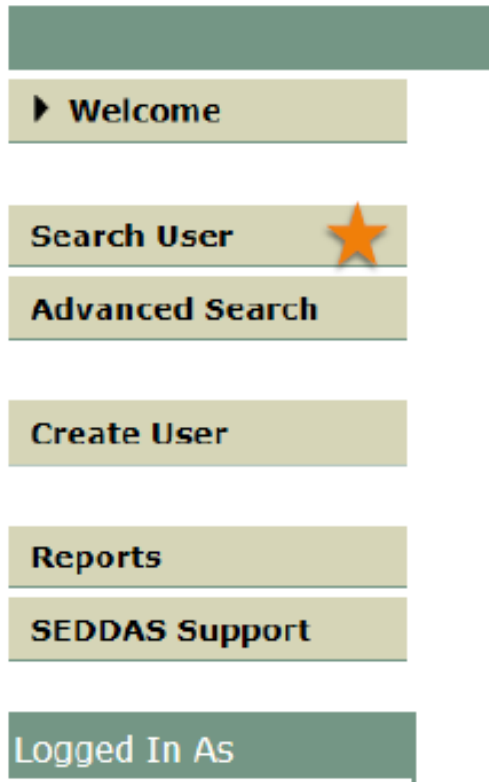 Welcome
Search User
Advanced Search
Create User
Reports
SEDDAS Support
Logged In As